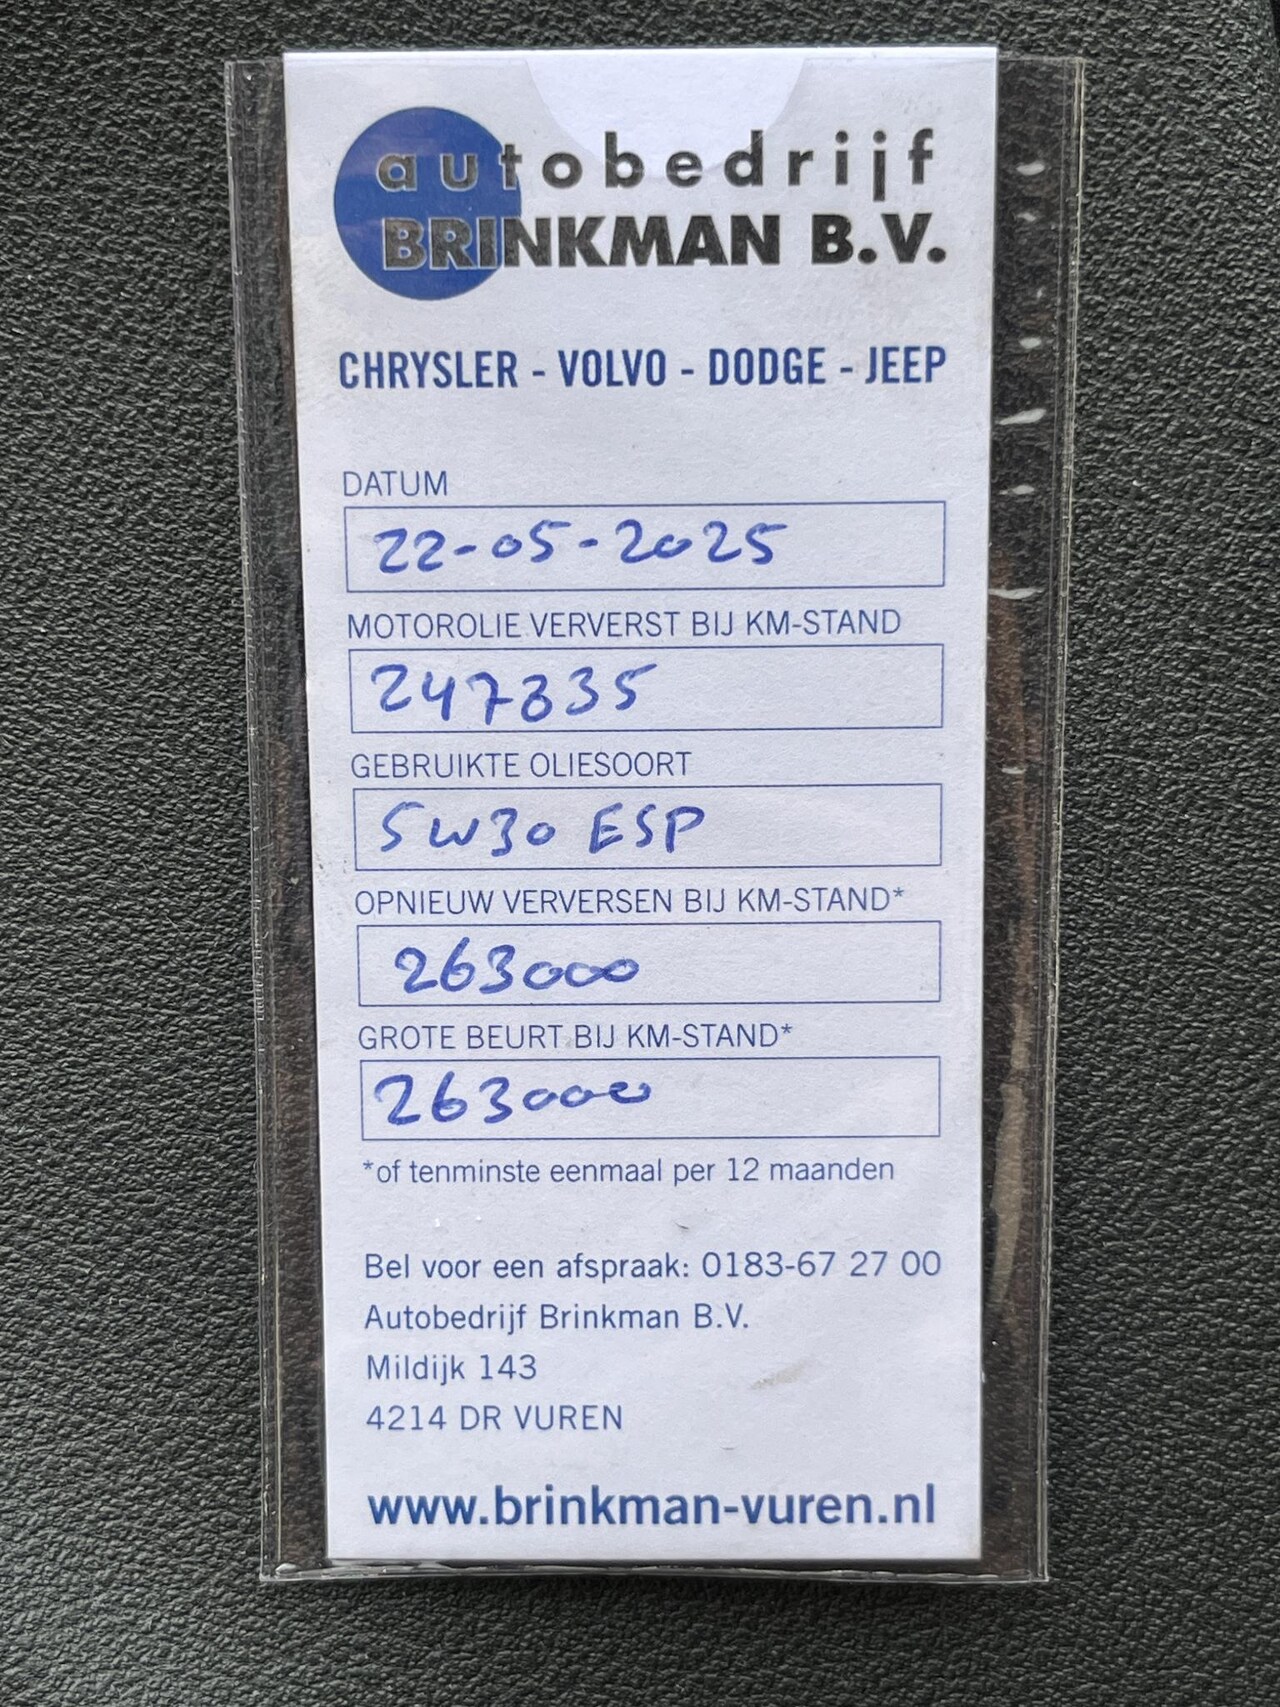 autobedrijf
BRINKMAN B.V.
CHRYSLER - VOLVO - DODGE - JEEP
DATUM
22-05-2025
MOTOROLIE VERVERST BIJ KM-STAND
247335
GEBRUIKTE OLIESOORT
5W30 ESP
OPNIEUW VERVERSEN BIJ KM-STAND*
263000
GROTE BEURT BIJ KM-STAND*
263000
*of tenminste eenmaal per 12 maanden
Bel voor een afspraak: 0183-67 27 00
Autobedrijf Brinkman B.V.
Mildijk 143
4214 DR VUREN
www.brinkman-vuren.nl